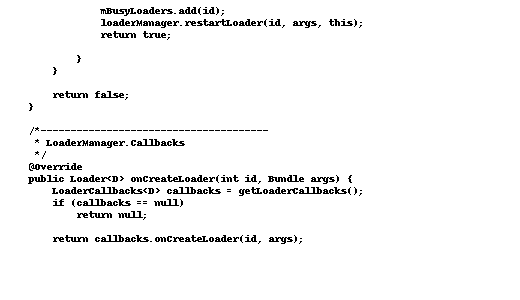 mBusyLoaders.add(id);
loaderManager.restartLoader(id, args, this);
return true;
}
}
return false;
}
/*--------------------------------------
* LoaderManager.Callbacks
*/
@Override
public Loader<D> onCreateLoader(int id, Bundle args) {
LoaderCallbacks<D> callbacks = getLoaderCallbacks();
if (callbacks == null)
return null;
return callbacks.onCreateLoader(id, args);